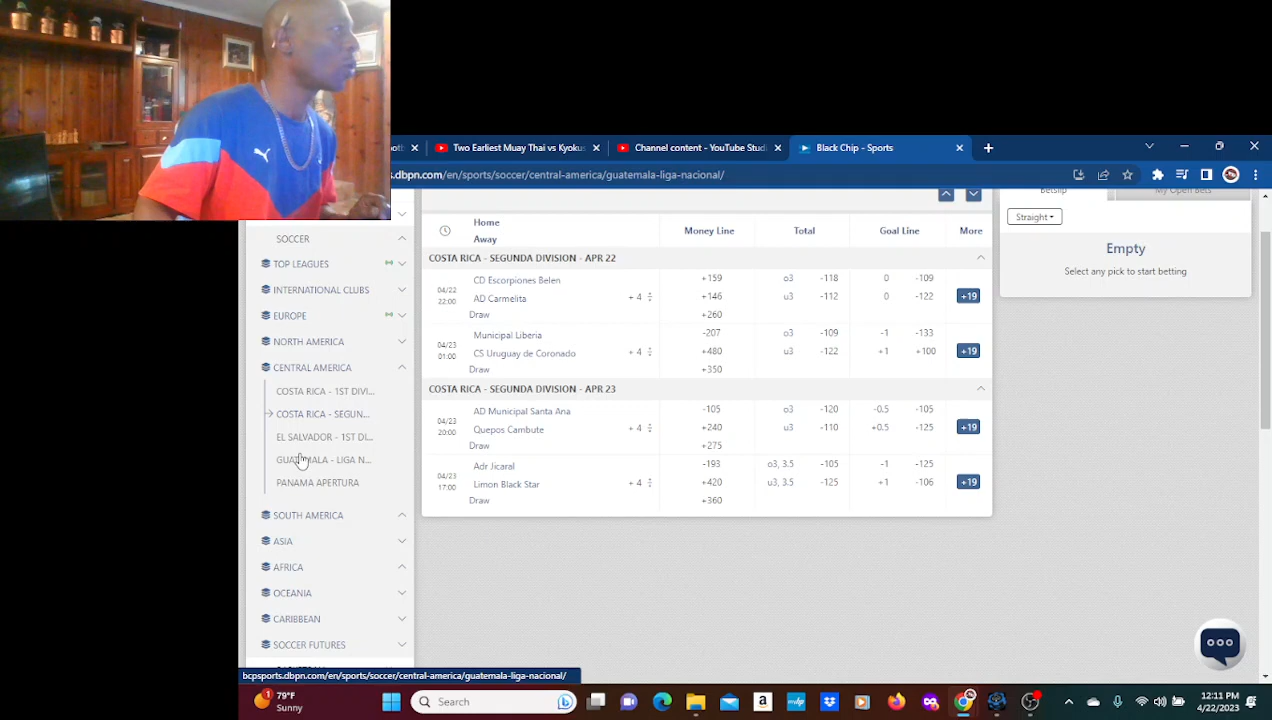 Two Earliest Muay Thai vs Kyokus
Channel content - YouTube Studi
Black Chip - Sports
.dbpn.com/en/sports/soccer/central-america/guatemala-liga-nacional/
Betslip
My Open Bets
Straight
Empty
Select any pick to start betting
SOCCER
TOP LEAGUES
INTERNATIONAL CLUBS
EUROPE
NORTH AMERICA
CENTRAL AMERICA
COSTA RICA - 1ST DIVI...
COSTA RICA - SEGUN...
EL SALVADOR - 1ST DI...
GUATEMALA - LIGA N...
PANAMA APERTURA
SOUTH AMERICA
ASIA
AFRICA
OCEANIA
CARIBBEAN
SOCCER FUTURES
Home
Away
Money Line
Total
Goal Line
More
COSTA RICA - SEGUNDA DIVISION - APR 22
04/22
22:00
CD Escorpiones Belen
AD Carmelita
Draw
+ 4
+159
+146
+260
o3 -118
u3 -112
0 -109
0 -122
+19
04/23
01:00
Municipal Liberia
CS Uruguay de Coronado
Draw
+ 4
-207
+480
+350
o3 -109
u3 -122
-1 -133
+1 +100
+19
COSTA RICA - SEGUNDA DIVISION - APR 23
04/23
20:00
AD Municipal Santa Ana
Quepos Cambute
Draw
+ 4
-105
+240
+275
o3 -120
u3 -110
-0.5 -105
+0.5 -125
+19
04/23
17:00
Adr Jicaral
Limon Black Star
Draw
+ 4
-193
+420
+360
o3, 3.5 -105
u3, 3.5 -125
-1 -125
+1 -106
+19
bcpsports.dbpn.com/en/sports/soccer/central-america/guatemala-liga-nacional/
79°F
Sunny
1
Search
12:11 PM
4/22/2023